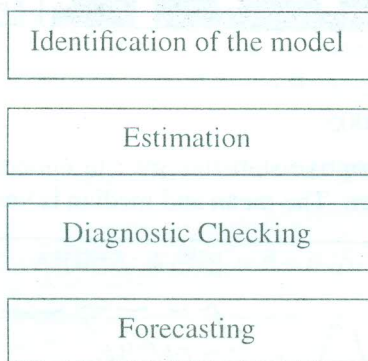 Identification of the model
Estimation
Diagnostic Checking
Forecasting